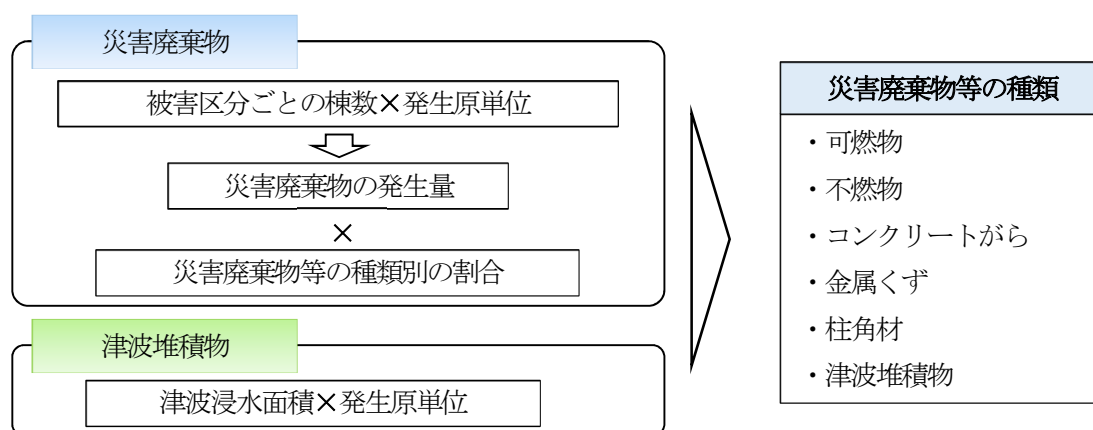 災害廃棄物
被害区分ごとの棟数×発生原単位
災害廃棄物の発生量
×
災害廃棄物等の種類別の割合
津波堆積物
津波浸水面積×発生原単位
災害廃棄物等の種類
・可燃物
・不燃物
・コンクリートがら
・金属くず
・柱角材
・津波堆積物